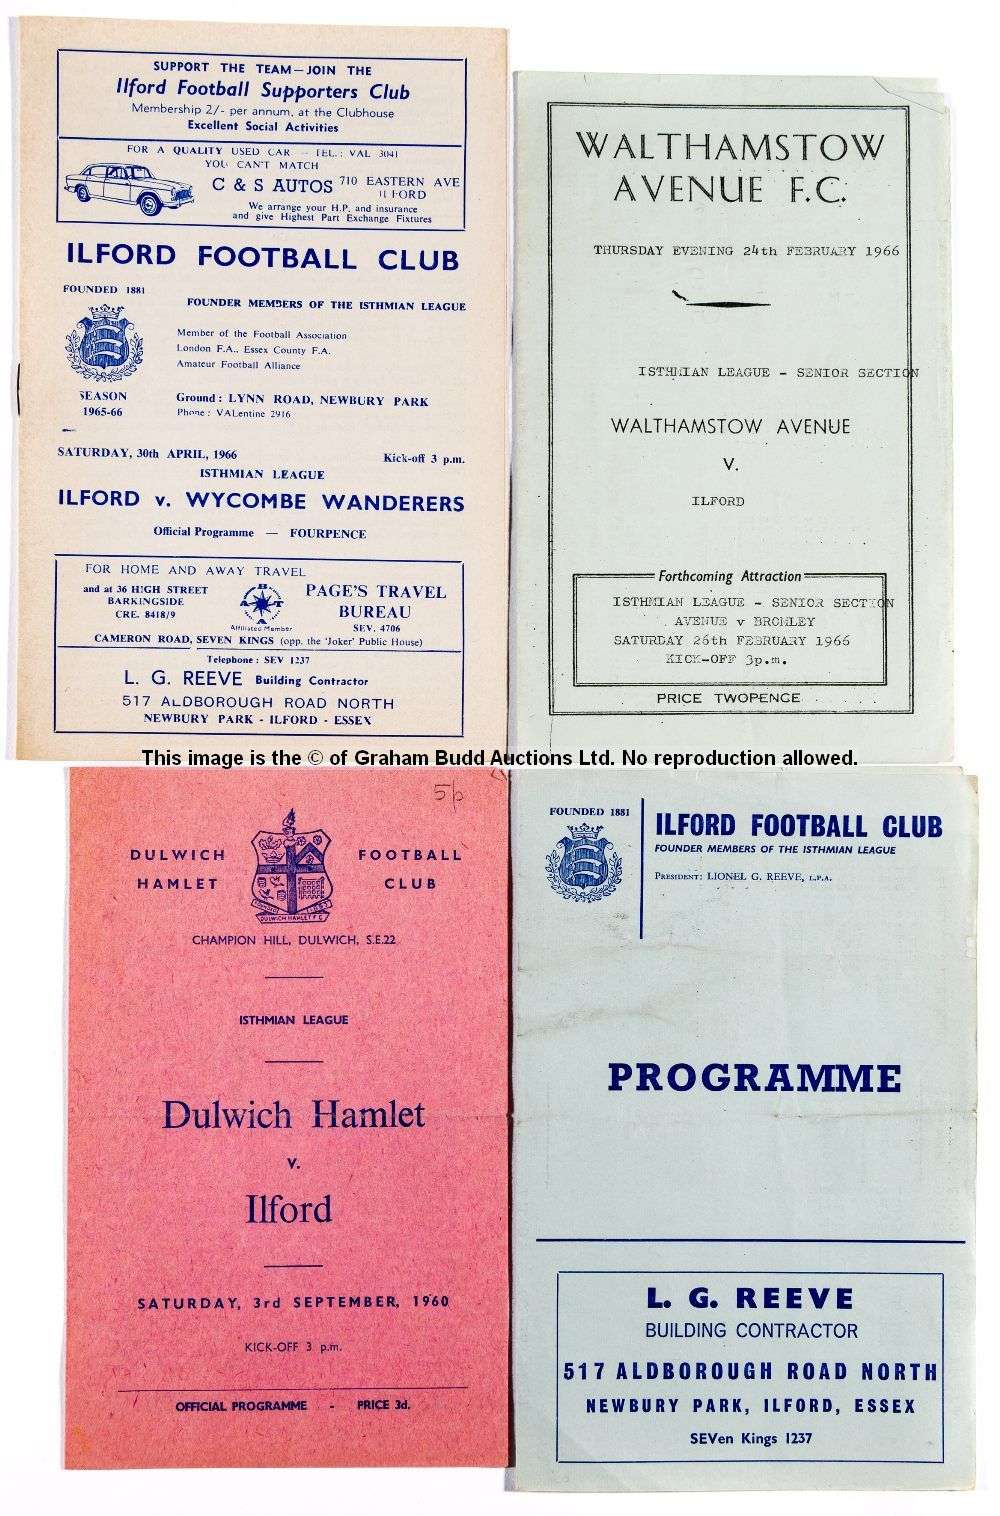 SUPPORT THE TEAM—JOIN THE
Ilford Football Supporters Club
Membership 2/- per annum, at the Clubhouse
Excellent Social Activities
FOR A QUALITY USED CAR — TEL.: VAL 3041
YOU CAN'T MATCH
C & S AUTOS 710 EASTERN AVE
ILFORD
We arrange your H.P. and insurance
and give Highest Part Exchange Fixtures
ILFORD FOOTBALL CLUB
FOUNDED 1881
FOUNDER MEMBERS OF THE ISTHMIAN LEAGUE
Member of the Football Association
London F.A., Essex County F.A.
Amateur Football Alliance
SEASON
1965-66
Ground: LYNN ROAD, NEWBURY PARK
Phone: VALentine 2916
SATURDAY, 30th APRIL, 1966
Kick-off 3 p.m.
ISTHMIAN LEAGUE
ILFORD v. WYCOMBE WANDERERS
Official Programme — FOURPENCE
FOR HOME AND AWAY TRAVEL
and at 36 HIGH STREET
BARKINGSIDE
CRE. 8418/9
A B T A
Affiliated Member
PAGE'S TRAVEL
BUREAU
SEV. 4706
CAMERON ROAD, SEVEN KINGS (opp. the 'Joker' Public House)
Telephone: SEV 1237
L. G. REEVE Building Contractor
517 ALDBOROUGH ROAD NORTH
NEWBURY PARK - ILFORD - ESSEX
WALTHAMSTOW
AVENUE F.C.
THURSDAY EVENING 24th FEBRUARY 1966
ISTHMIAN LEAGUE - SENIOR SECTION
WALTHAMSTOW AVENUE
V.
ILFORD
Forthcoming Attraction
ISTHMIAN LEAGUE - SENIOR SECTION
AVENUE v BROMLEY
SATURDAY 26th FEBRUARY 1966
KICK-OFF 3p.m.
PRICE TWOPENCE
This image is the © of Graham Budd Auctions Ltd. No reproduction allowed.
5/6
DULWICH FOOTBALL
HAMLET CLUB
DULWICH HAMLET F.C.
CHAMPION HILL, DULWICH, S.E.22
ISTHMIAN LEAGUE
Dulwich Hamlet
v.
Ilford
SATURDAY, 3rd SEPTEMBER, 1960
KICK-OFF 3 p.m.
OFFICIAL PROGRAMME - PRICE 3d.
FOUNDED 1881
ILFORD FOOTBALL CLUB
FOUNDER MEMBERS OF THE ISTHMIAN LEAGUE
PRESIDENT: LIONEL G. REEVE, L.P.A.
PROGRAMME
L. G. REEVE
BUILDING CONTRACTOR
517 ALDBOROUGH ROAD NORTH
NEWBURY PARK, ILFORD, ESSEX
SEVen Kings 1237